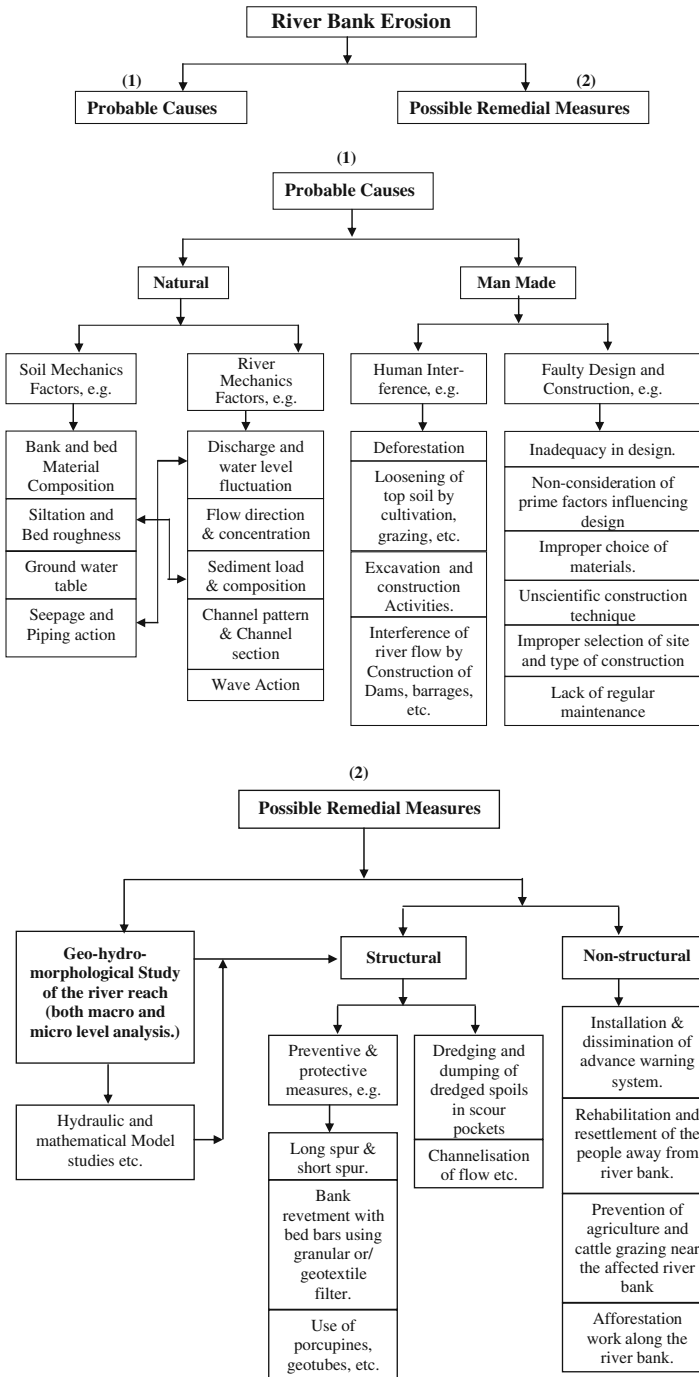 River Bank Erosion
(1)
(2)
Probable Causes
Possible Remedial Measures
(1)
Probable Causes
Natural
Man Made
Soil Mechanics
Factors, e.g.
River
Mechanics
Factors, e.g.
Human Inter-
ference, e.g.
Faulty Design and
Construction, e.g.
Bank and bed
Material
Composition
Siltation and
Bed roughness
Ground water
table
Seepage and
Piping action
Discharge and
water level
fluctuation
Flow direction
& concentration
Sediment load
& composition
Channel pattern
& Channel
section
Wave Action
Deforestation
Loosening of
top soil by
cultivation,
grazing, etc.
Excavation and
construction
Activities.
Interference of
river flow by
Construction of
Dams, barrages,
etc.
Inadequacy in design.
Non-consideration of
prime factors influencing
design
Improper choice of
materials.
Unscientific construction
technique
Improper selection of site
and type of construction
Lack of regular
maintenance
(2)
Possible Remedial Measures
Geo-hydro-
morphological Study
of the river reach
(both macro and
micro level analysis.)
Hydraulic and
mathematical Model
studies etc.
Structural
Non-structural
Preventive &
protective
measures, e.g.
Long spur &
short spur.
Bank
revetment with
bed bars using
granular or/
geotextile
filter.
Use of
porcupines,
geotubes, etc.
Dredging and
dumping of
dredged spoils
in scour
pockets
Channelisation
of flow etc.
Installation &
dissimination of
advance warning
system.
Rehabilitation and
resettlement of the
people away from
river bank.
Prevention of
agriculture and
cattle grazing near
the affected river
bank
Afforestation
work along the
river bank.